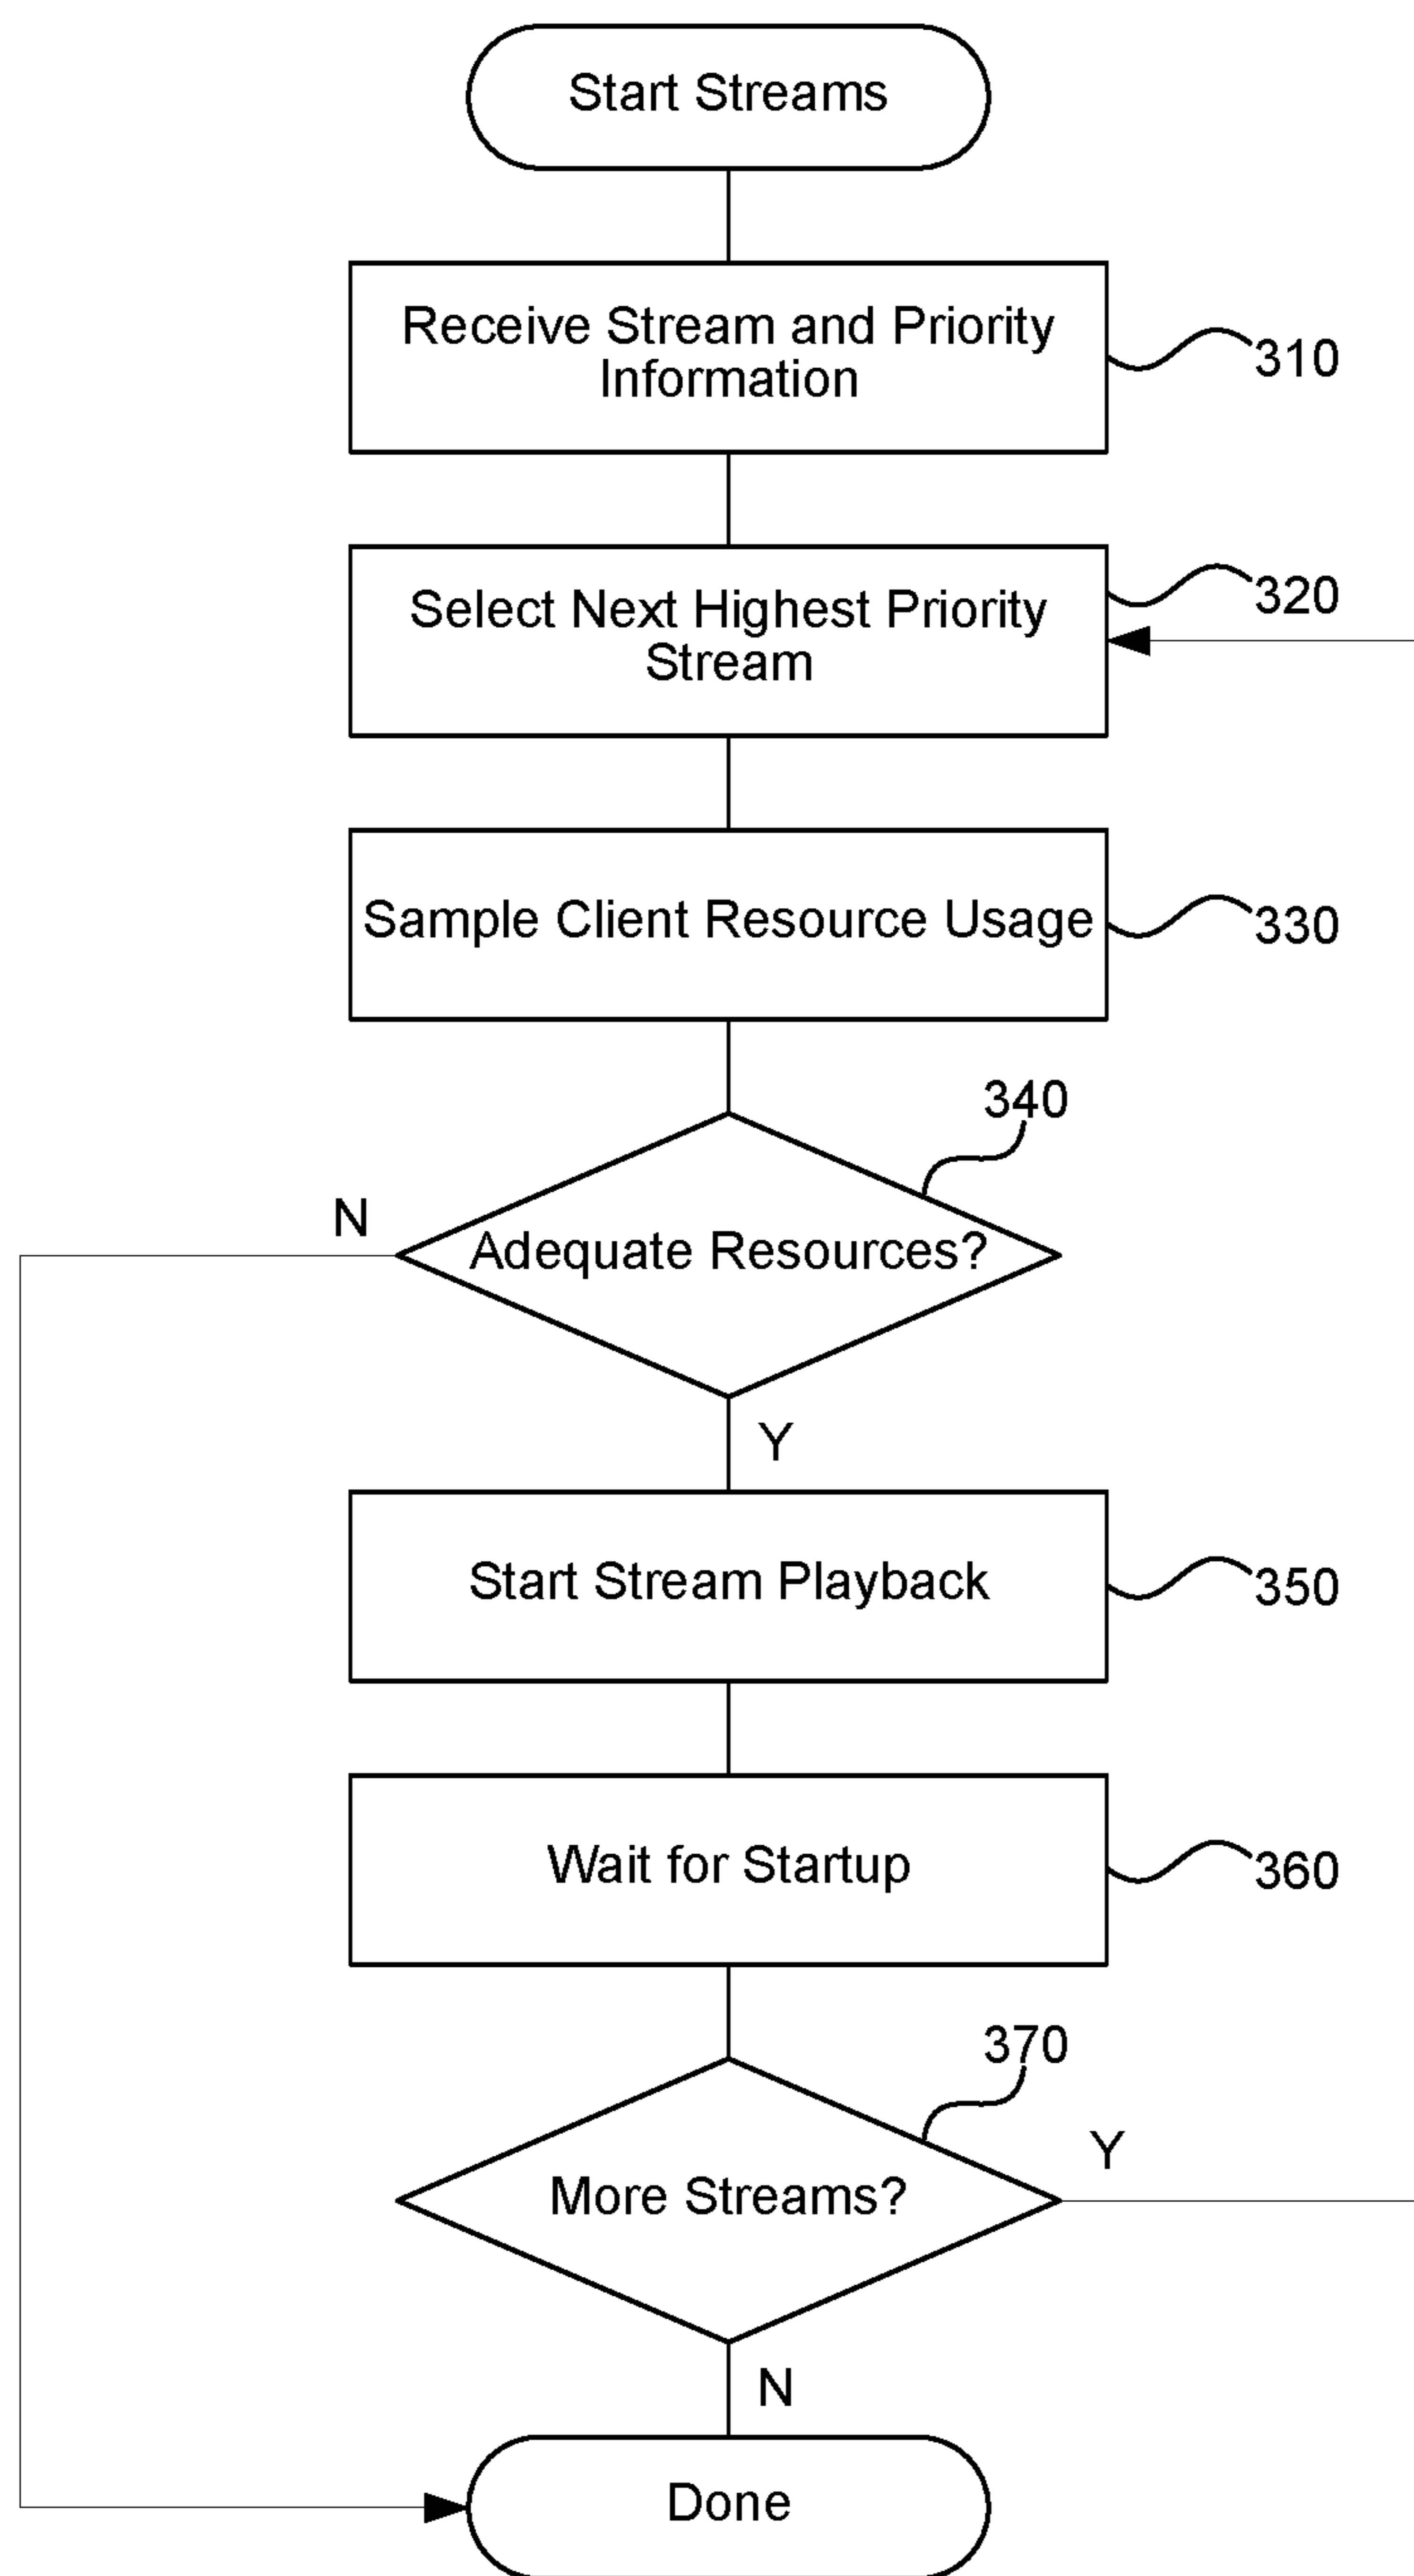 Start Streams
Receive Stream and Priority
Information
310
Select Next Highest Priority
Stream
320
Sample Client Resource Usage
330
340
N
Adequate Resources?
Y
Start Stream Playback
350
Wait for Startup
360
370
Y
More Streams?
N
Done